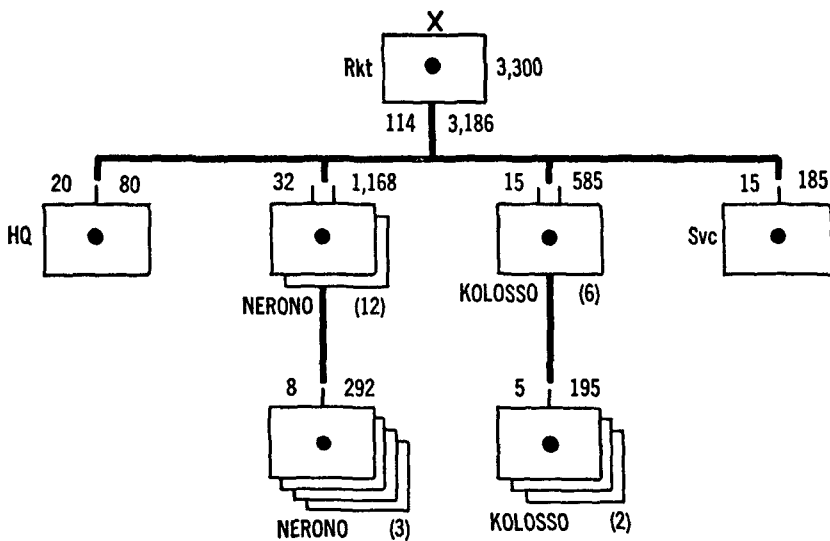 X
Rkt 3,300
114 3,186
20 80 32 1,168 15 585 15 185
HQ Svc
NERONO (12) KOLOSSO (6)
8 292 5 195
NERONO (3) KOLOSSO (2)